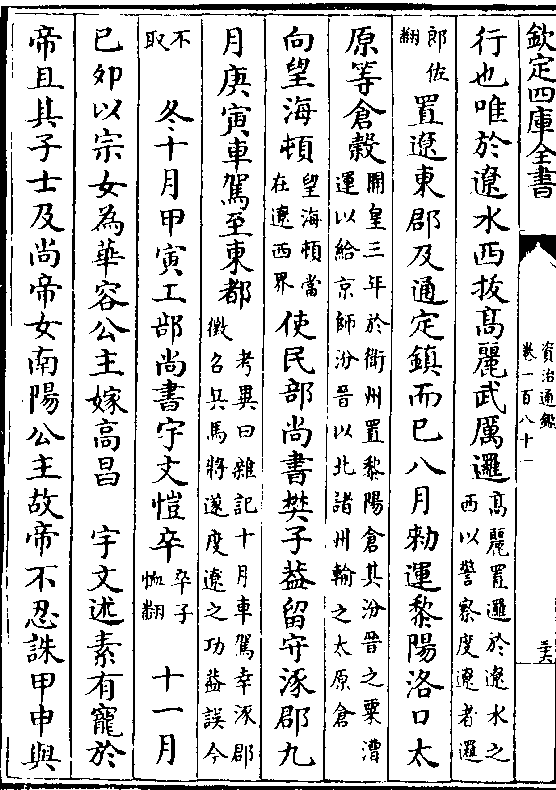 欽定四庫全書
資治通鑑
卷一百八十一
行也唯於遼水西拔髙麗武厲邏髙麗置邏於遼水之西以警察度遼者邏
郎佐翻置遼東郡及通定鎮而已八月勅運黎陽洛口太
原等倉穀開皇三年於衛州置黎陽倉其汾晉之粟漕運以給京師汾晉以北諸州輸之太原倉
向望海頓望海頓當在遼西界使民部尚書樊子葢留守涿郡九
月庚寅車駕至東都考異曰雜記十月車駕幸涿郡徵召兵馬將遂度遼之功葢誤今
不取 冬十月甲寅工部尚書宇文愷卒卒子恤翻 十一月
已夘以宗女為華容公主嫁高昌 宇文述素有寵於
帝且其子士及尚帝女南陽公主故帝不忍誅甲申與